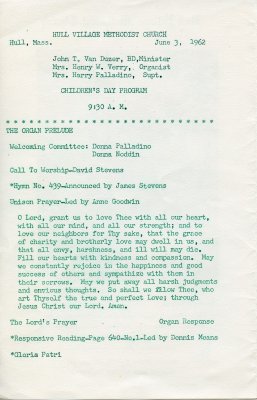 HULL VILLAGE METHODIST CHURCH
Hull, Mass. June 3, 1962
John T. Van Duzer, BD, Minister
Mrs. Henry W. Verry, Organist
Mrs. Harry Palladino, Supt.
CHILDREN'S DAY PROGRAM
9:30 A. M.
* * * * * * * * * * * * * * * * * * * * * * * * * * * * * *
THE ORGAN PRELUDE
Welcoming Committee: Donna Palladino
Donna Noddin
Call To Worship-David Stevens
*Hymn No. 439-Announced by James Stevens
Unison Prayer-Led by Anne Goodwin
O Lord, grant us to love Thee with all our heart,
with all our mind, and all our strength; and to
love our neighbors for Thy sake, that the grace
of charity and brotherly love may dwell in us, and
that all envy, harshness, and ill will may die.
Fill our hearts with kindness and compassion. May
we constantly rejoice in the happiness and good
success of others and sympathize with them in
their sorrows. May we put away all harsh judgments
and envious thoughts. So shall we follow Thee, who
art Thyself the true and perfect Love; through
Jesus Christ our Lord. Amen.
The Lord's Prayer Organ Response
*Responsive Reading-Page 640-No.1-Led by Dennis Means
*Gloria Patri